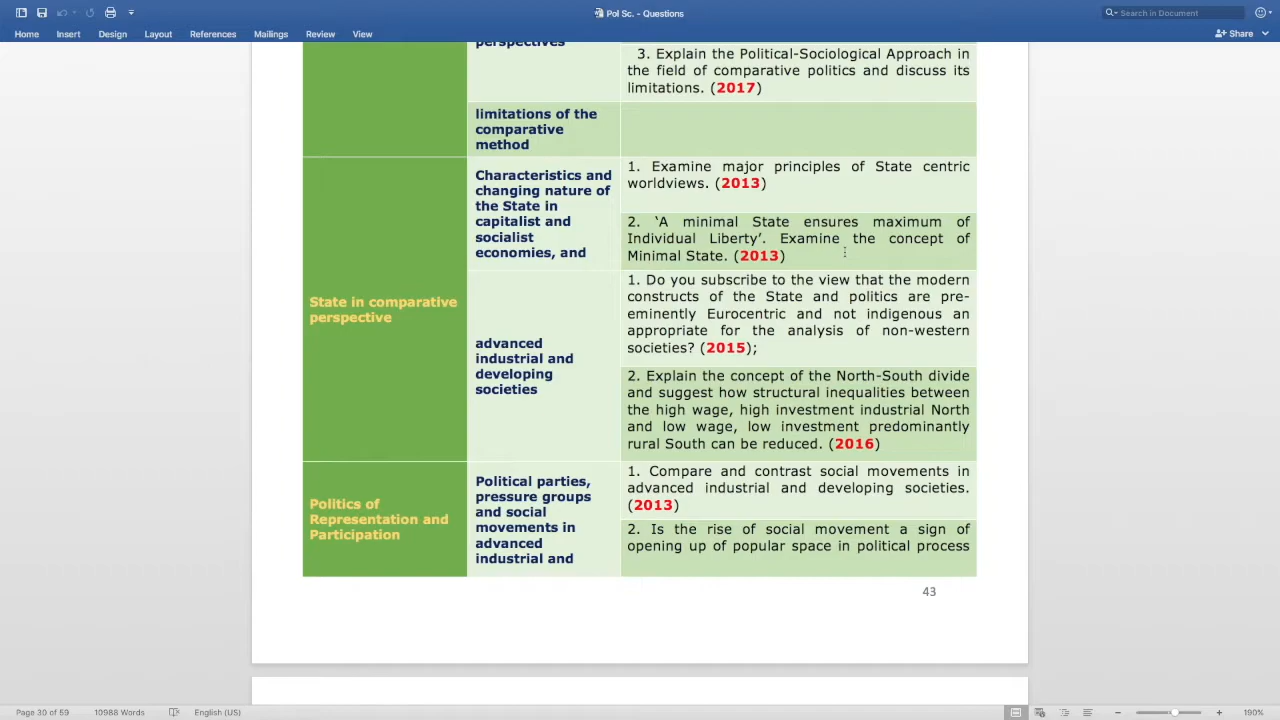 Pol Sc. - Questions
Search in Document
Home Insert Design Layout References Mailings Review View
Share
perspectives
3. Explain the Political-Sociological Approach in
the field of comparative politics and discuss its
limitations. (2017)
limitations of the
comparative
method
State in comparative
perspective
Characteristics and
changing nature of
the State in
capitalist and
socialist
economies, and
1. Examine major principles of State centric
worldviews. (2013)
2. ‘A minimal State ensures maximum of
Individual Liberty’. Examine the concept of
Minimal State. (2013)
advanced
industrial and
developing
societies
1. Do you subscribe to the view that the modern
constructs of the State and politics are pre-
eminently Eurocentric and not indigenous an
appropriate for the analysis of non-western
societies? (2015);
2. Explain the concept of the North-South divide
and suggest how structural inequalities between
the high wage, high investment industrial North
and low wage, low investment predominantly
rural South can be reduced. (2016)
Politics of
Representation and
Participation
Political parties,
pressure groups
and social
movements in
advanced
industrial and
1. Compare and contrast social movements in
advanced industrial and developing societies.
(2013)
2. Is the rise of social movement a sign of
opening up of popular space in political process
43
Page 30 of 59 10988 Words English (US) 190%